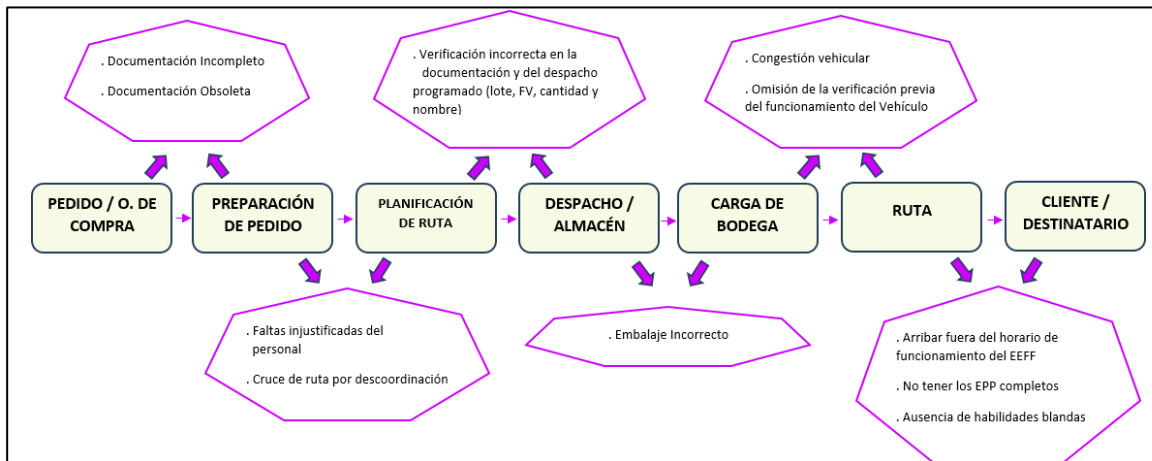 . Documentación Incompleto
. Documentación Obsoleta
. Verificación incorrecta en la
documentación y del despacho
programado (lote, FV, cantidad y
nombre)
. Congestión vehicular
. Omisión de la verificación previa
del funcionamiento del Vehículo
PEDIDO / O. DE
COMPRA
PREPARACIÓN
DE PEDIDO
PLANIFICACIÓN
DE RUTA
DESPACHO /
ALMACÉN
CARGA DE
BODEGA
RUTA
CLIENTE /
DESTINATARIO
. Faltas injustificadas del
personal
. Cruce de ruta por descoordinación
. Embalaje Incorrecto
. Arribar fuera del horario de
funcionamiento del EEFF
. No tener los EPP completos
. Ausencia de habilidades blandas